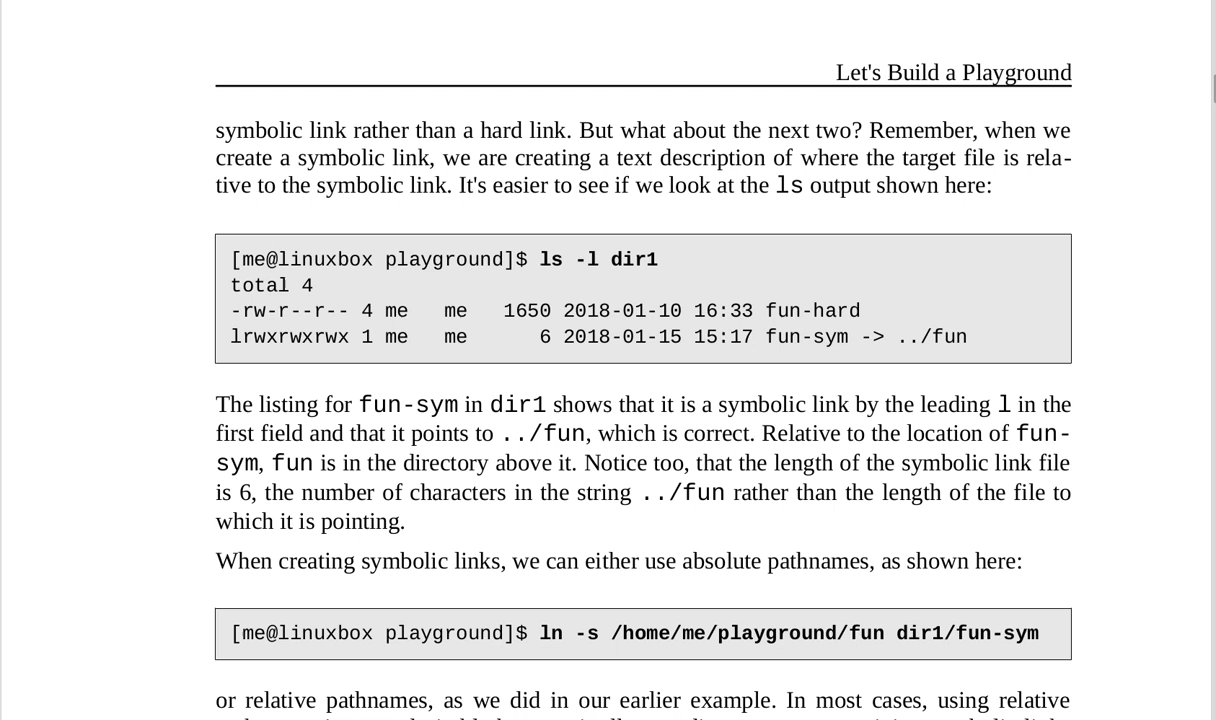 Let's Build a Playground
symbolic link rather than a hard link. But what about the next two? Remember, when we
create a symbolic link, we are creating a text description of where the target file is rela-
tive to the symbolic link. It's easier to see if we look at the ls output shown here:
[me@linuxbox playground]$ ls -l dir1
total 4
-rw-r--r-- 4 me   me   1650 2018-01-10 16:33 fun-hard
lrwxrwxrwx 1 me   me      6 2018-01-15 15:17 fun-sym -> ../fun
The listing for fun-sym in dir1 shows that it is a symbolic link by the leading l in the
first field and that it points to ../fun, which is correct. Relative to the location of fun-
sym, fun is in the directory above it. Notice too, that the length of the symbolic link file
is 6, the number of characters in the string ../fun rather than the length of the file to
which it is pointing.
When creating symbolic links, we can either use absolute pathnames, as shown here:
[me@linuxbox playground]$ ln -s /home/me/playground/fun dir1/fun-sym
or relative pathnames, as we did in our earlier example. In most cases, using relative